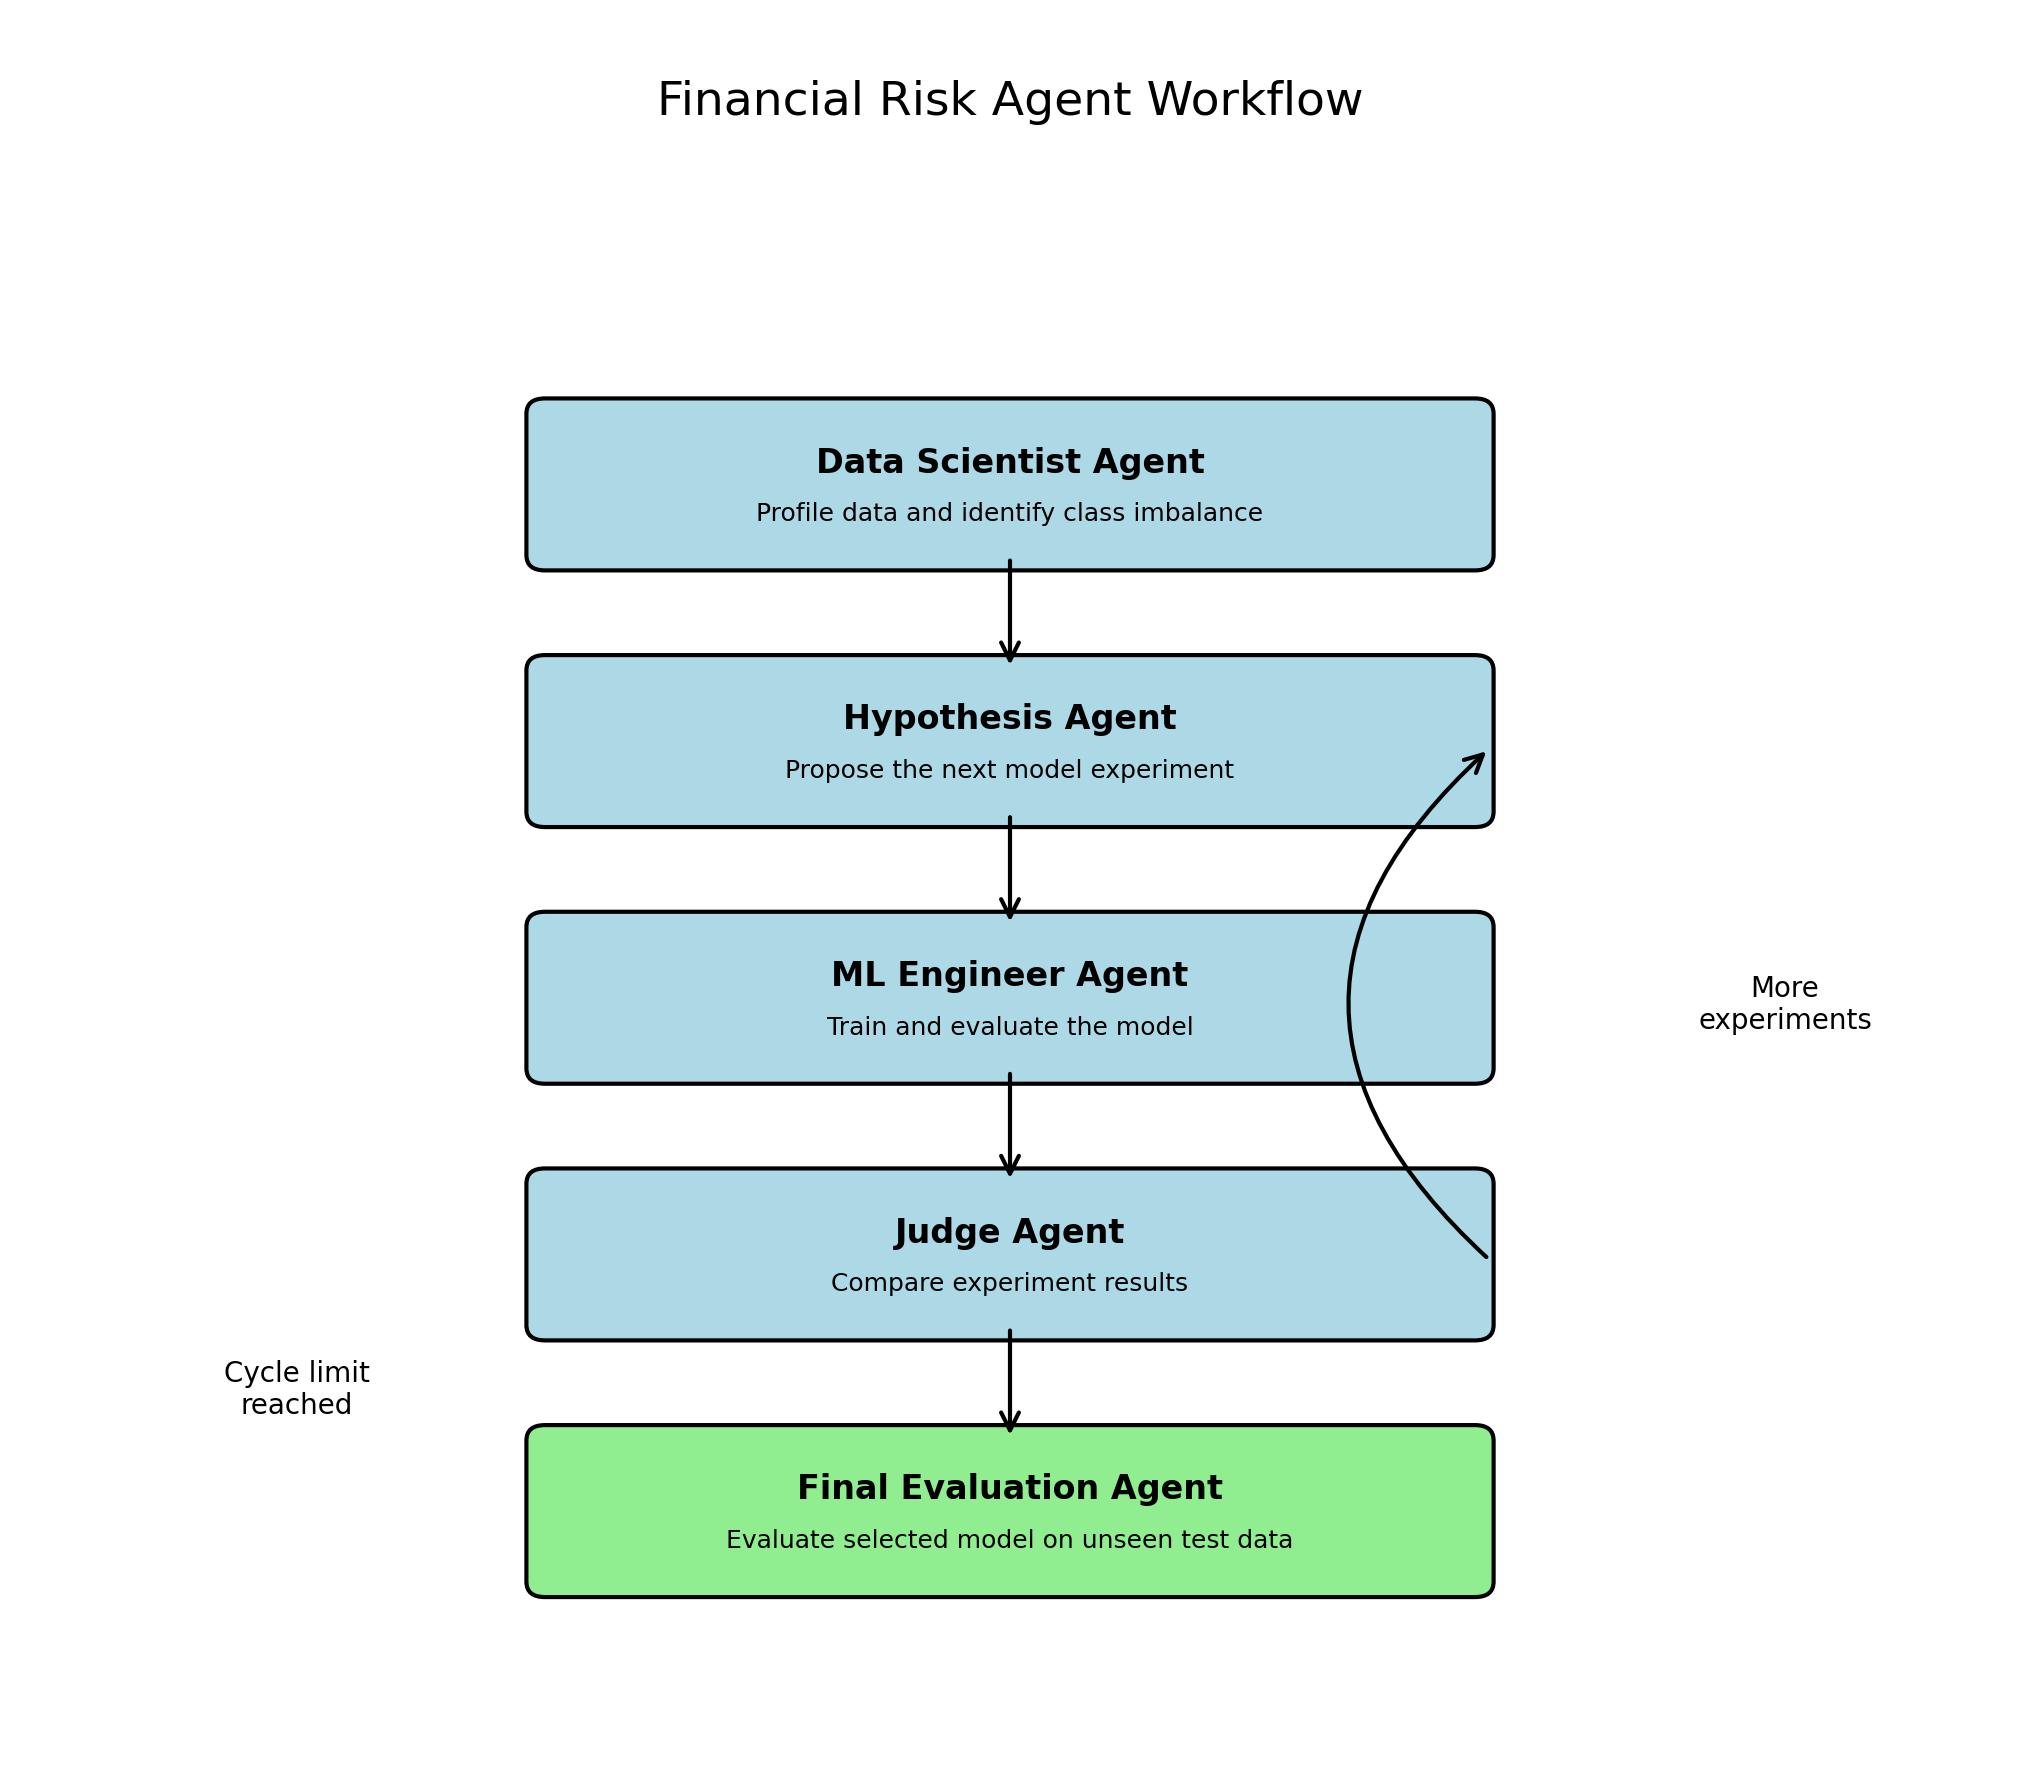 Financial Risk Agent Workflow
Data Scientist Agent
Profile data and identify class imbalance
Hypothesis Agent
Propose the next model experiment
ML Engineer Agent
Train and evaluate the model
More
experiments
Judge Agent
Compare experiment results
Cycle limit
reached
Final Evaluation Agent
Evaluate selected model on unseen test data